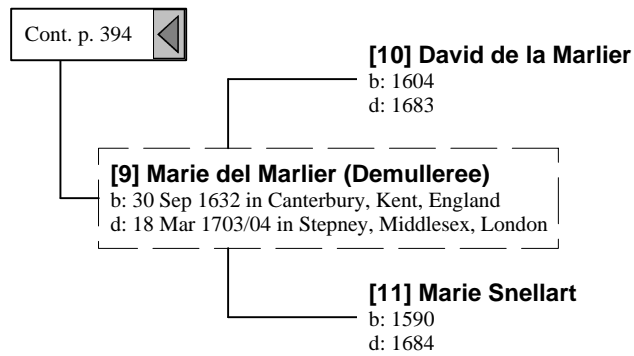 Cont. p. 394
[10] David de la Marlier
b: 1604
d: 1683
[9] Marie del Marlier (Demulleree)
b: 30 Sep 1632 in Canterbury, Kent, England
d: 18 Mar 1703/04 in Stepney, Middlesex, London
[11] Marie Snellart
b: 1590
d: 1684